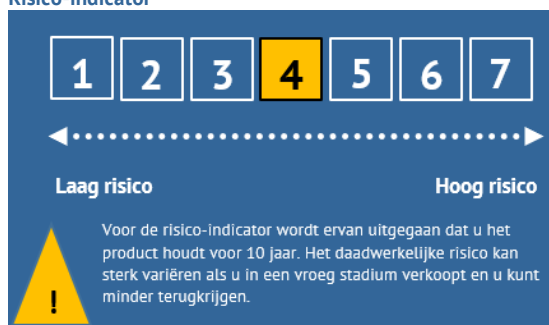 Risico-indicator
1 2 3 4 5 6 7
Laag risico Hoog risico
Voor de risico-indicator wordt ervan uitgegaan dat u het
product houdt voor 10 jaar. Het daadwerkelijke risico kan
sterk variëren als u in een vroeg stadium verkoopt en u kunt
minder terugkrijgen.
!